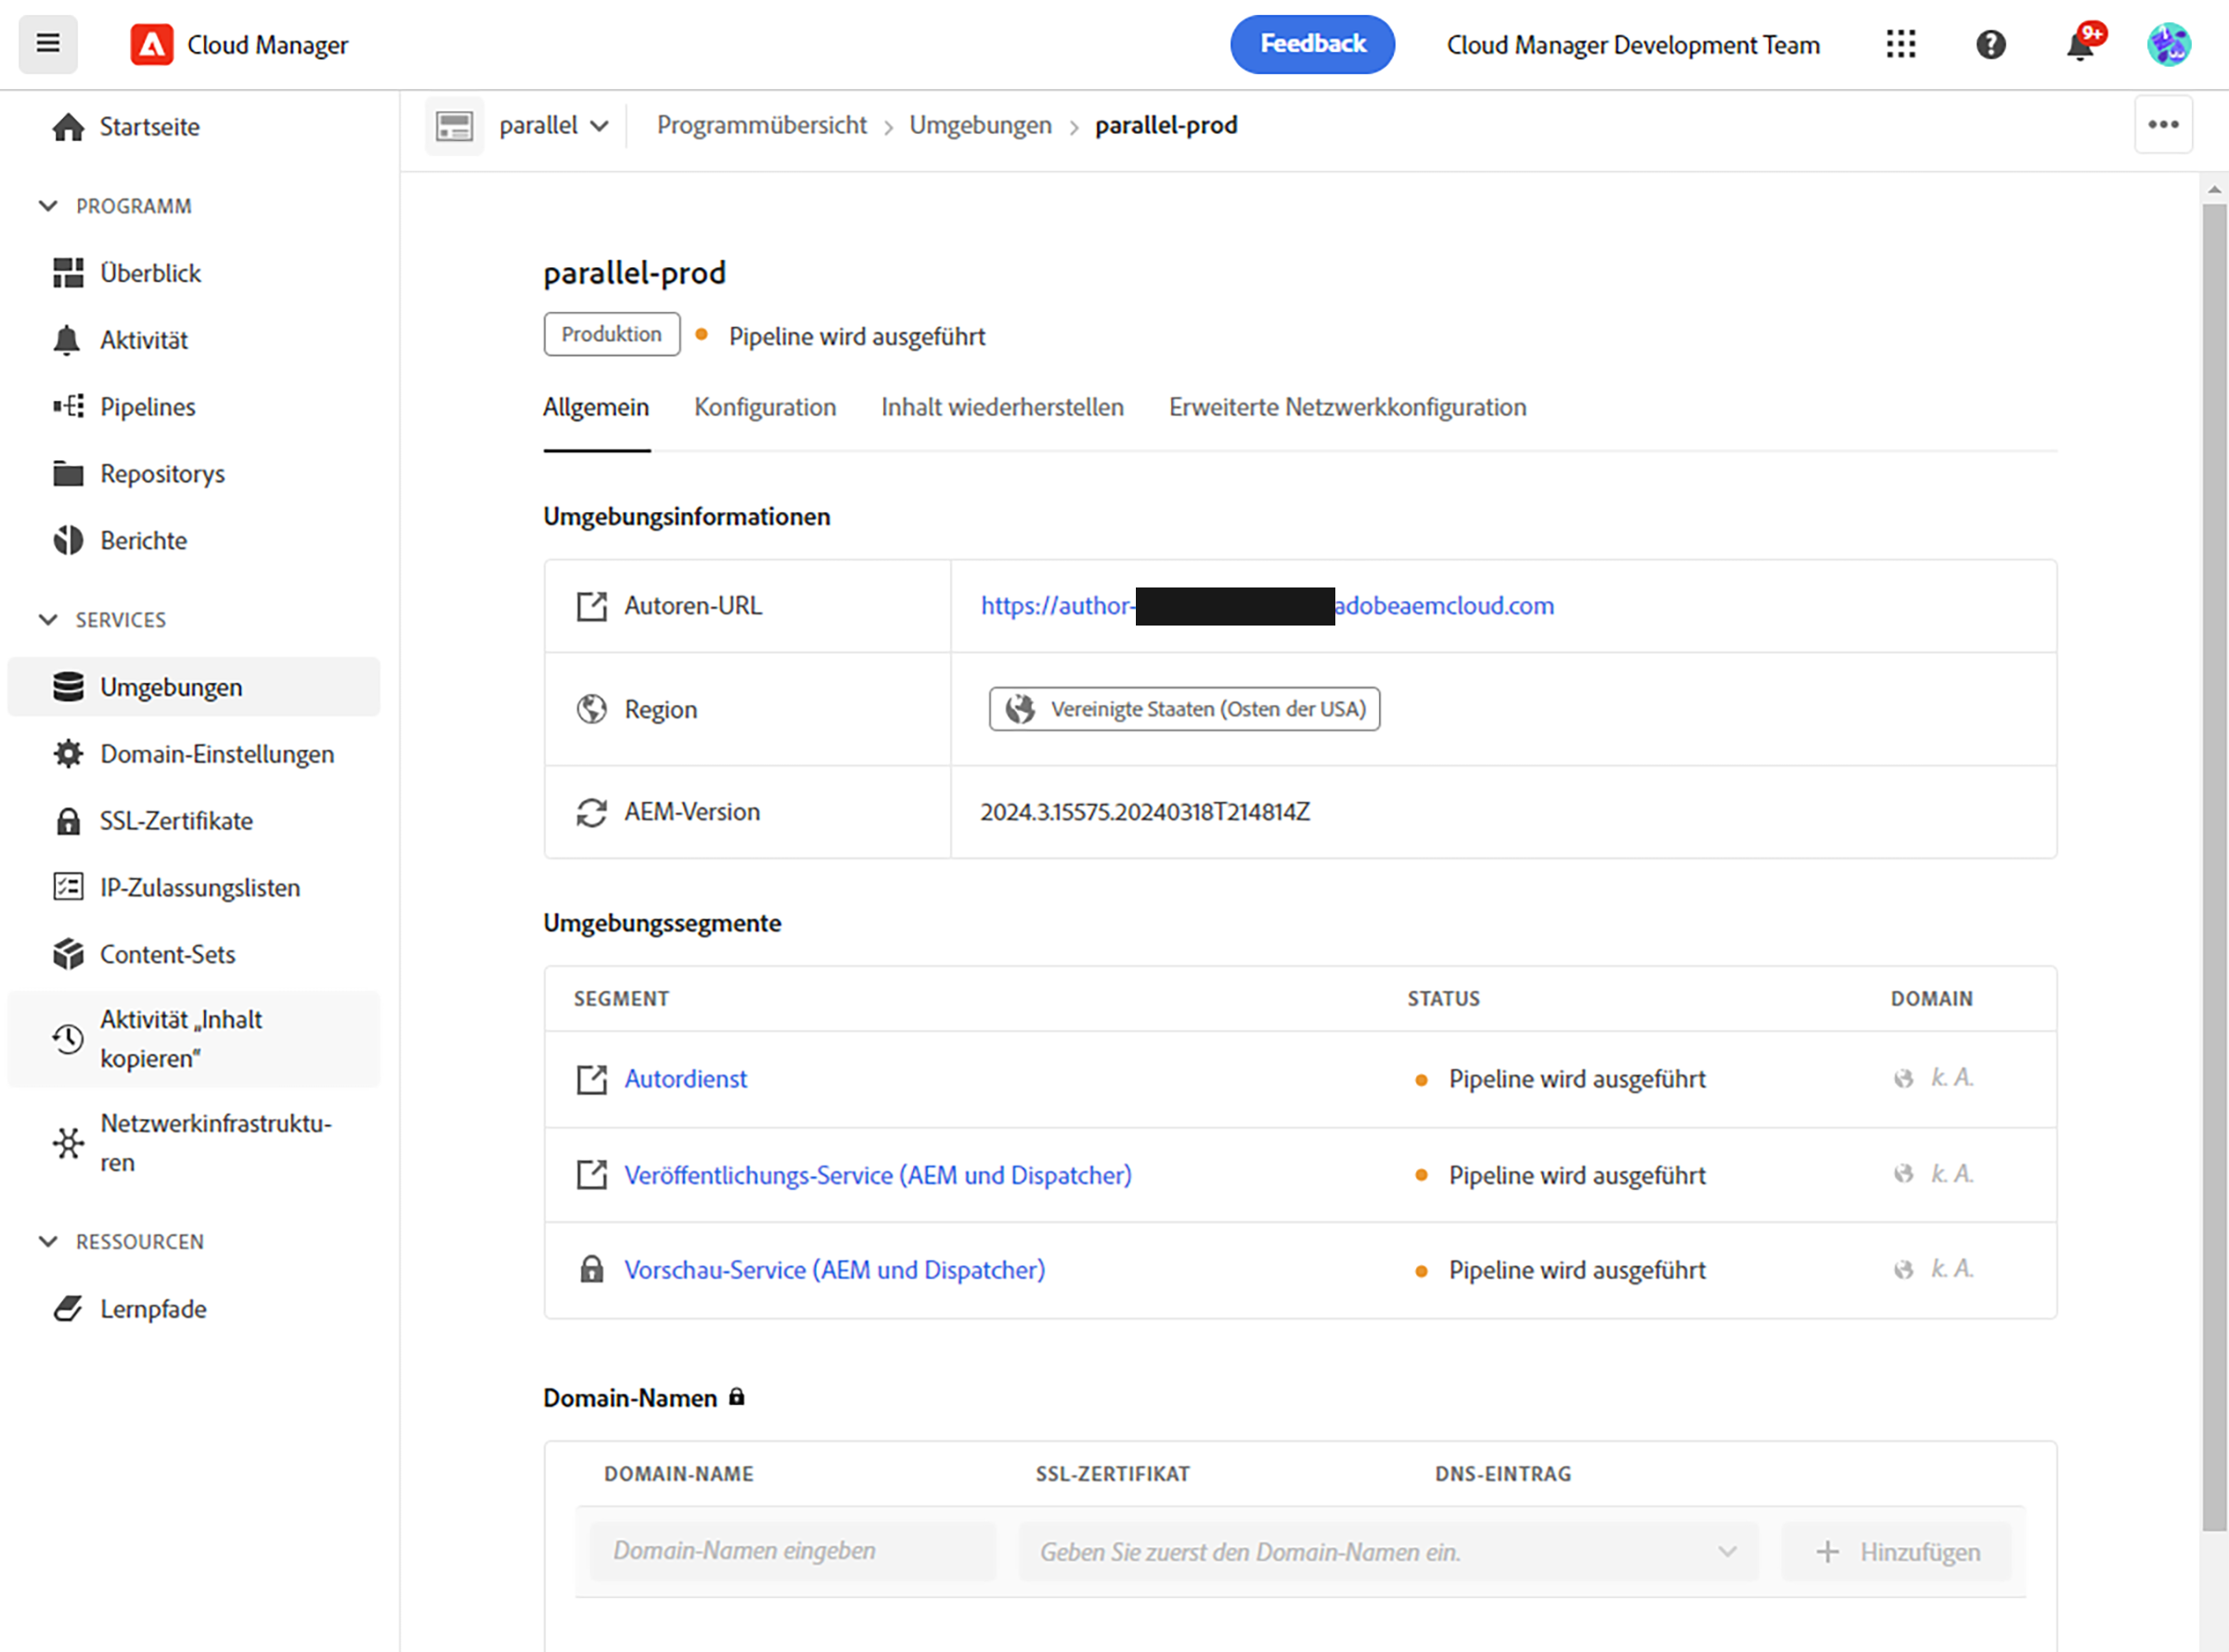 Cloud Manager
Feedback
Cloud Manager Development Team
9+
Startseite
PROGRAMM
Überblick
Aktivität
Pipelines
Repositorys
Berichte
SERVICES
Umgebungen
Domain-Einstellungen
SSL-Zertifikate
IP-Zulassungslisten
Content-Sets
Aktivität „Inhalt
kopieren“
Netzwerkinfrastruktu-
ren
RESSOURCEN
Lernpfade
parallel
Programmübersicht > Umgebungen > parallel-prod
parallel-prod
Produktion
Pipeline wird ausgeführt
Allgemein
Konfiguration
Inhalt wiederherstellen
Erweiterte Netzwerkkonfiguration
Umgebungsinformationen
Autoren-URL
https://author-
adobeaemcloud.com
Region
Vereinigte Staaten (Osten der USA)
AEM-Version
2024.3.15575.20240318T214814Z
Umgebungssegmente
SEGMENT
STATUS
DOMAIN
Autordienst
Pipeline wird ausgeführt
k. A.
Veröffentlichungs-Service (AEM und Dispatcher)
Pipeline wird ausgeführt
k. A.
Vorschau-Service (AEM und Dispatcher)
Pipeline wird ausgeführt
k. A.
Domain-Namen
DOMAIN-NAME
SSL-ZERTIFIKAT
DNS-EINTRAG
Domain-Namen eingeben
Geben Sie zuerst den Domain-Namen ein.
Hinzufügen